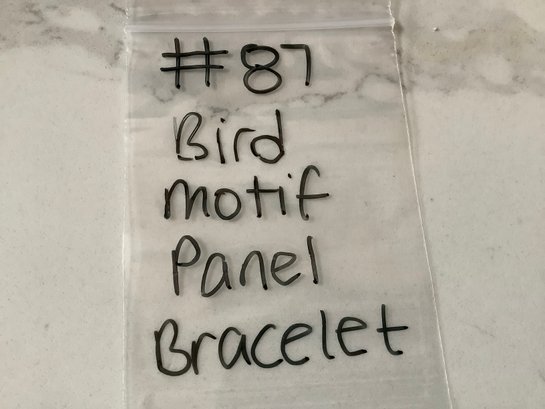 #87
Bird
motif
Panel
Bracelet